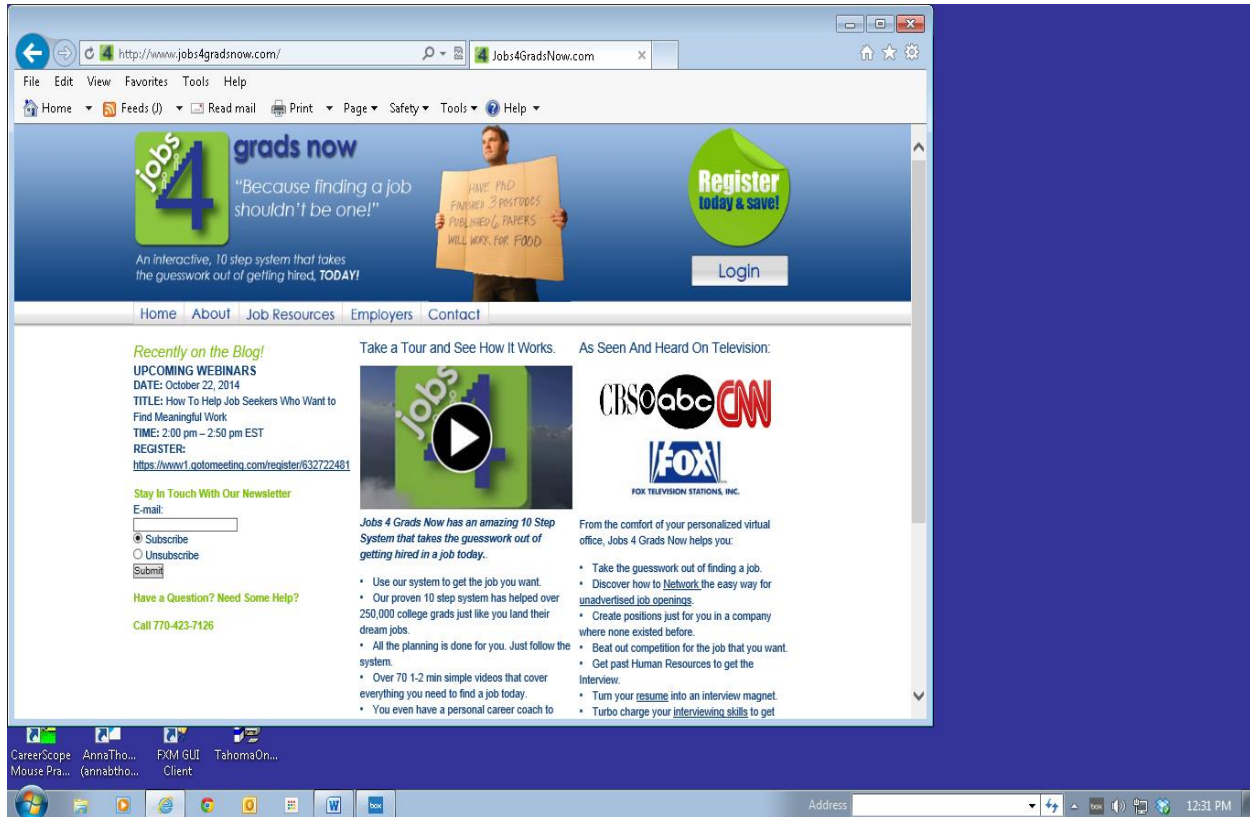 http://www.jobs4gradsnow.com/
Jobs4GradsNow.com
File Edit View Favorites Tools Help
Home Feeds (J) Read mail Print Page Safety Tools Help
jobs 4
grads now
"Because finding a job
shouldn't be one!"
An interactive, 10 step system that takes
the guesswork out of getting hired, TODAY!
HAVE PhD
FINISHED 3 POSTDOCS
PUBLISHED 6 PAPERS
WILL WORK FOR FOOD
Register
today & save!
Login
Home About Job Resources Employers Contact
Recently on the Blog!
UPCOMING WEBINARS
DATE: October 22, 2014
TITLE: How To Help Job Seekers Who Want to
Find Meaningful Work
TIME: 2:00 pm – 2:50 pm EST
REGISTER:
https://www1.gotomeeting.com/register/632722481
Stay In Touch With Our Newsletter
E-mail:
Subscribe
Unsubscribe
Submit
Have a Question? Need Some Help?
Call 770-423-7126
Take a Tour and See How It Works.
jobs 4
Jobs 4 Grads Now has an amazing 10 Step
System that takes the guesswork out of
getting hired in a job today..
• Use our system to get the job you want.
• Our proven 10 step system has helped over
250,000 college grads just like you land their
dream jobs.
• All the planning is done for you. Just follow the
system.
• Over 70 1-2 min simple videos that cover
everything you need to find a job today.
• You even have a personal career coach to
As Seen And Heard On Television:
CBS abc CNN
FOX
FOX TELEVISION STATIONS, INC.
From the comfort of your personalized virtual
office, Jobs 4 Grads Now helps you:
• Take the guesswork out of finding a job.
• Discover how to Network the easy way for
unadvertised job openings.
• Create positions just for you in a company
where none existed before.
• Beat out competition for the job that you want.
• Get past Human Resources to get the
Interview.
• Turn your resume into an interview magnet.
• Turbo charge your interviewing skills to get
CareerScope AnnaTho... FXM GUI TahomaOn...
Mouse Pra... (annabtho... Client
box
Address
box
12:31 PM